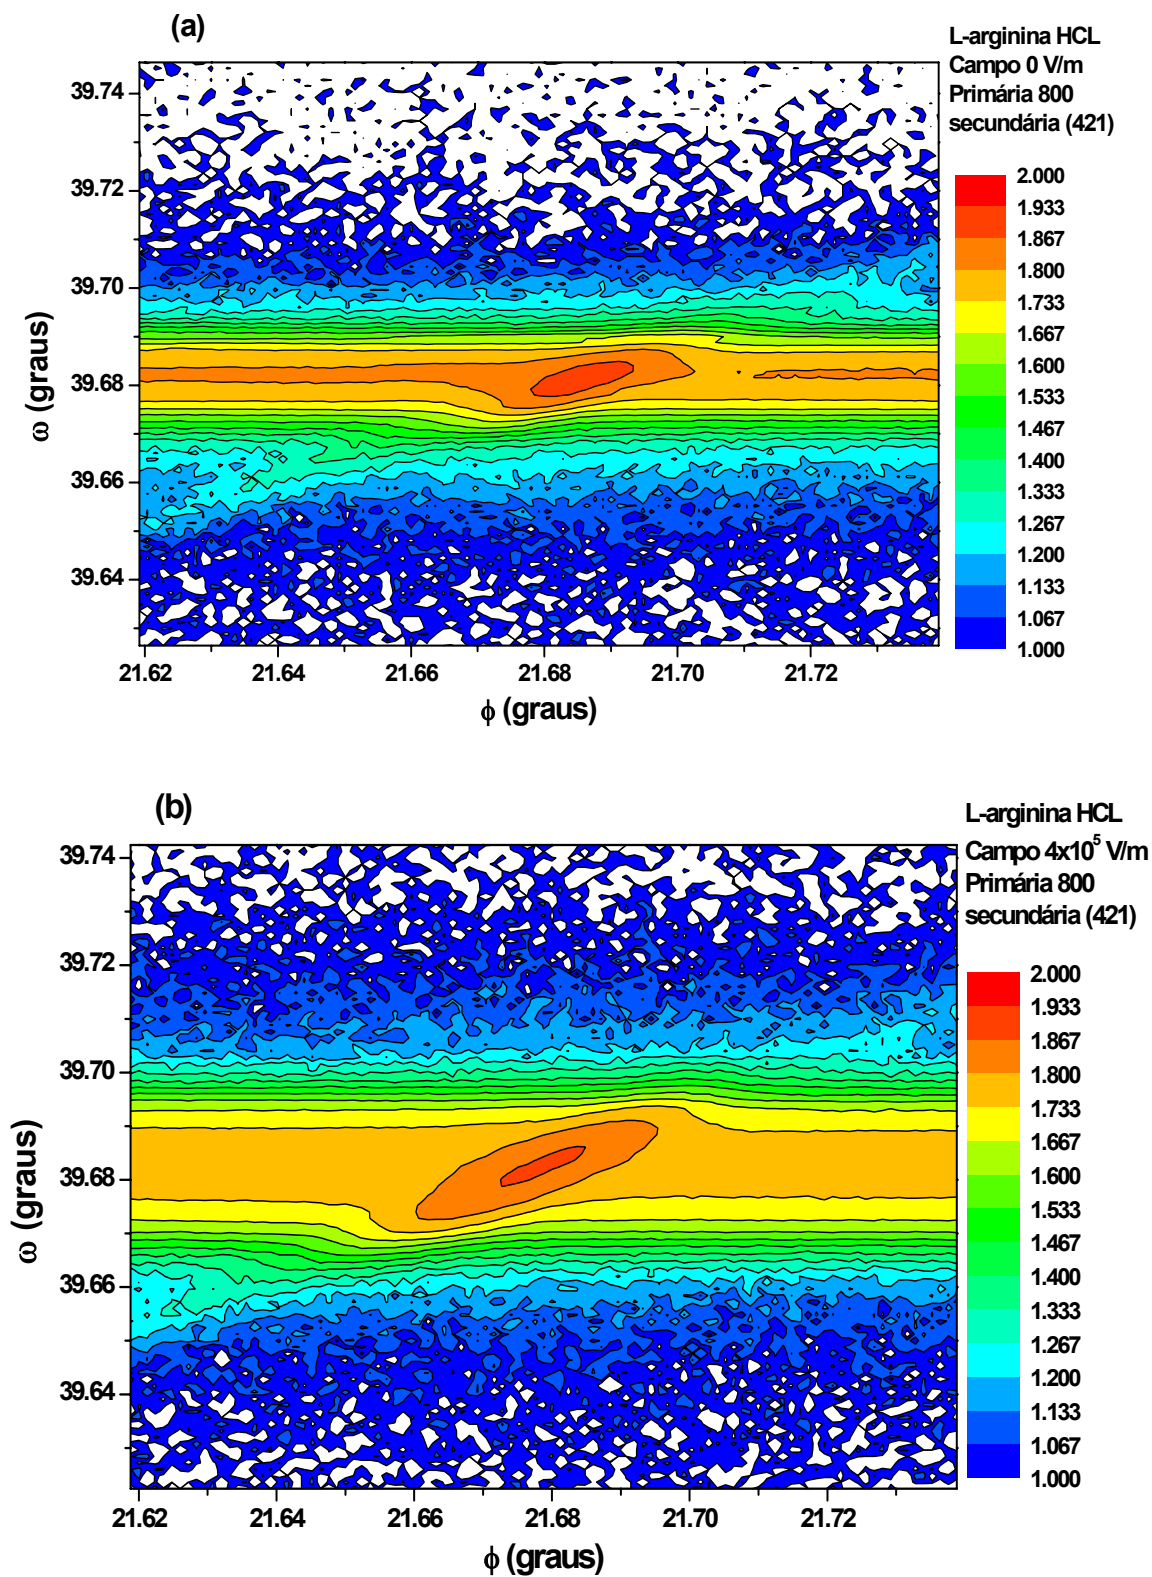 (a)
L-arginina HCL
Campo 0 V/m
Primária 800
secundária (421)
39.74
39.72
39.70
39.68
39.66
39.64
ω (graus)
21.62 21.64 21.66 21.68 21.70 21.72
ϕ (graus)
2.000
1.933
1.867
1.800
1.733
1.667
1.600
1.533
1.467
1.400
1.333
1.267
1.200
1.133
1.067
1.000
(b)
L-arginina HCL
Campo 4x10⁵ V/m
Primária 800
secundária (421)
39.74
39.72
39.70
39.68
39.66
39.64
ω (graus)
21.62 21.64 21.66 21.68 21.70 21.72
ϕ (graus)
2.000
1.933
1.867
1.800
1.733
1.667
1.600
1.533
1.467
1.400
1.333
1.267
1.200
1.133
1.067
1.000